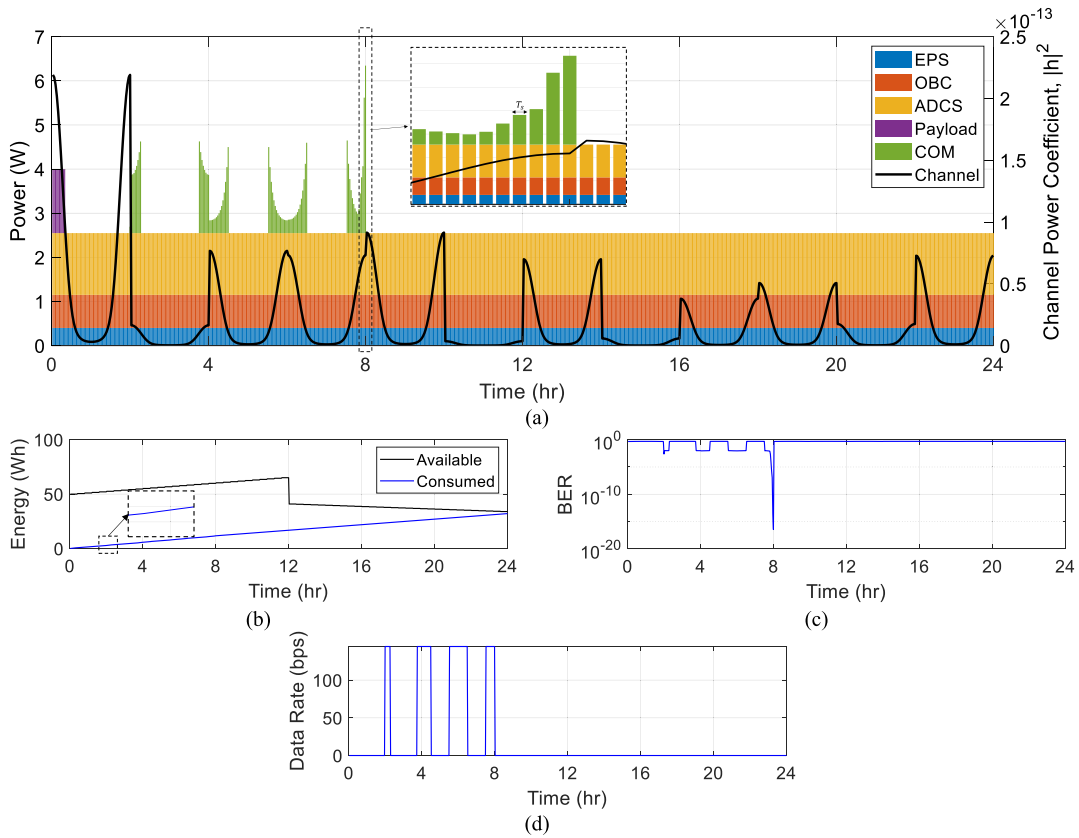 ×10⁻¹³
7
6
5
4
3
2
1
0
Power (W)
2.5
2
1.5
1
0.5
0
Channel Power Coefficient, |h|²
EPS
OBC
ADCS
Payload
COM
Channel
Tₛ
0 4 8 12 16 20 24
Time (hr)
(a)
100
50
0
Energy (Wh)
Available
Consumed
0 4 8 12 16 20 24
Time (hr)
(b)
10⁰
10⁻¹⁰
10⁻²⁰
BER
0 4 8 12 16 20 24
Time (hr)
(c)
100
50
0
Data Rate (bps)
0 4 8 12 16 20 24
Time (hr)
(d)